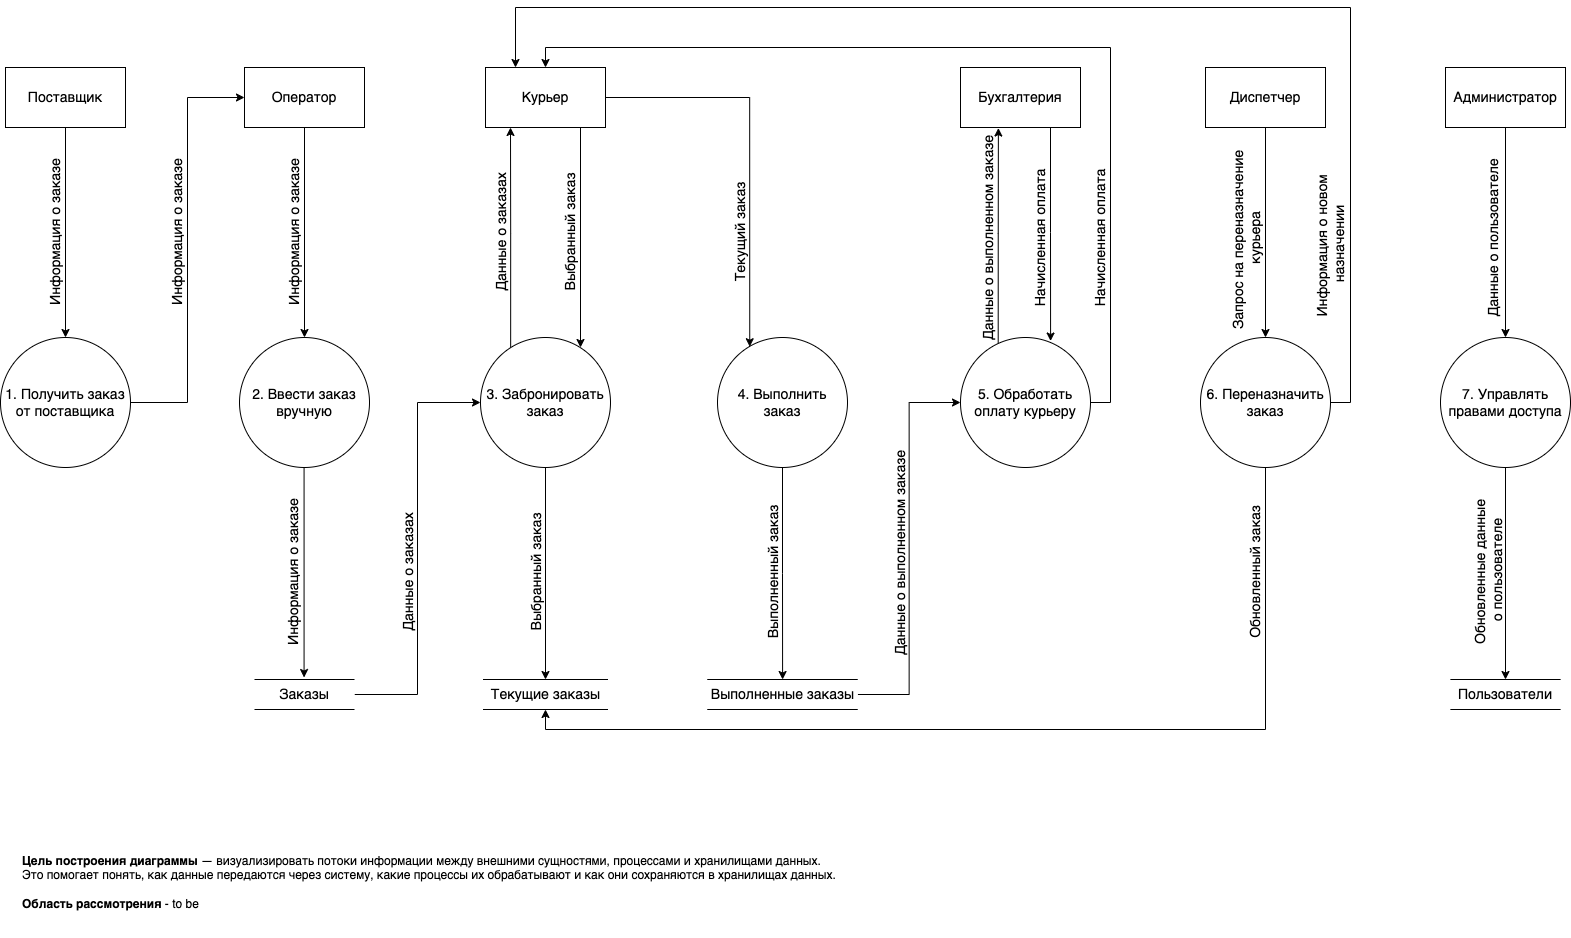 Поставщик
Оператор
Курьер
Бухгалтерия
Диспетчер
Администратор
Информация о заказе
Информация о заказе
Информация о заказе
Данные о заказах
Выбранный заказ
Текущий заказ
Данные о выполненном заказе
Начисленная оплата
Начисленная оплата
Запрос на переназначение
курьера
Информация о новом
назначении
Данные о пользователе
1. Получить заказ
от поставщика
2. Ввести заказ
вручную
3. Забронировать
заказ
4. Выполнить
заказ
5. Обработать
оплату курьеру
6. Переназначить
заказ
7. Управлять
правами доступа
Информация о заказе
Данные о заказах
Выбранный заказ
Выполненный заказ
Данные о выполненном заказе
Обновленный заказ
Обновленные данные
о пользователе
Заказы
Текущие заказы
Выполненные заказы
Пользователи
Цель построения диаграммы — визуализировать потоки информации между внешними сущностями, процессами и хранилищами данных.
Это помогает понять, как данные передаются через систему, какие процессы их обрабатывают и как они сохраняются в хранилищах данных.
Область рассмотрения - to be